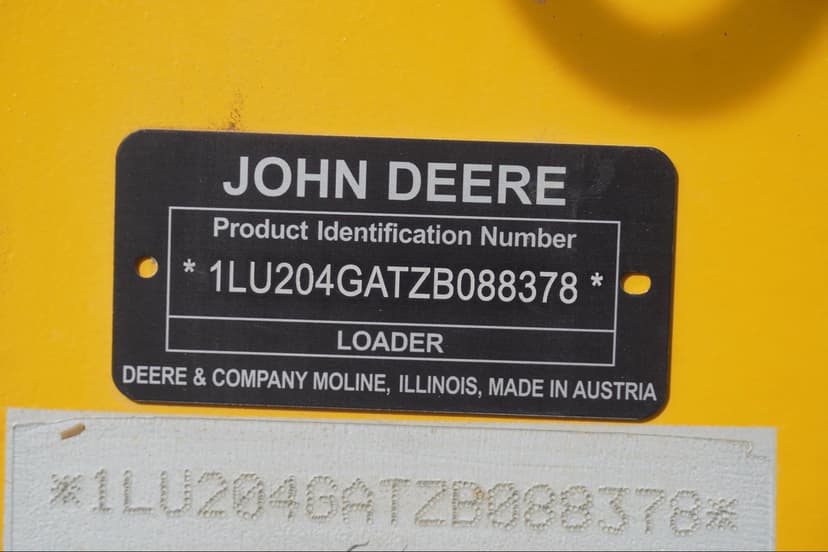 JOHN DEERE
Product Identification Number
* 1LU204GATZB088378 *
LOADER
DEERE & COMPANY MOLINE, ILLINOIS, MADE IN AUSTRIA
*1LU204GATZB088378*